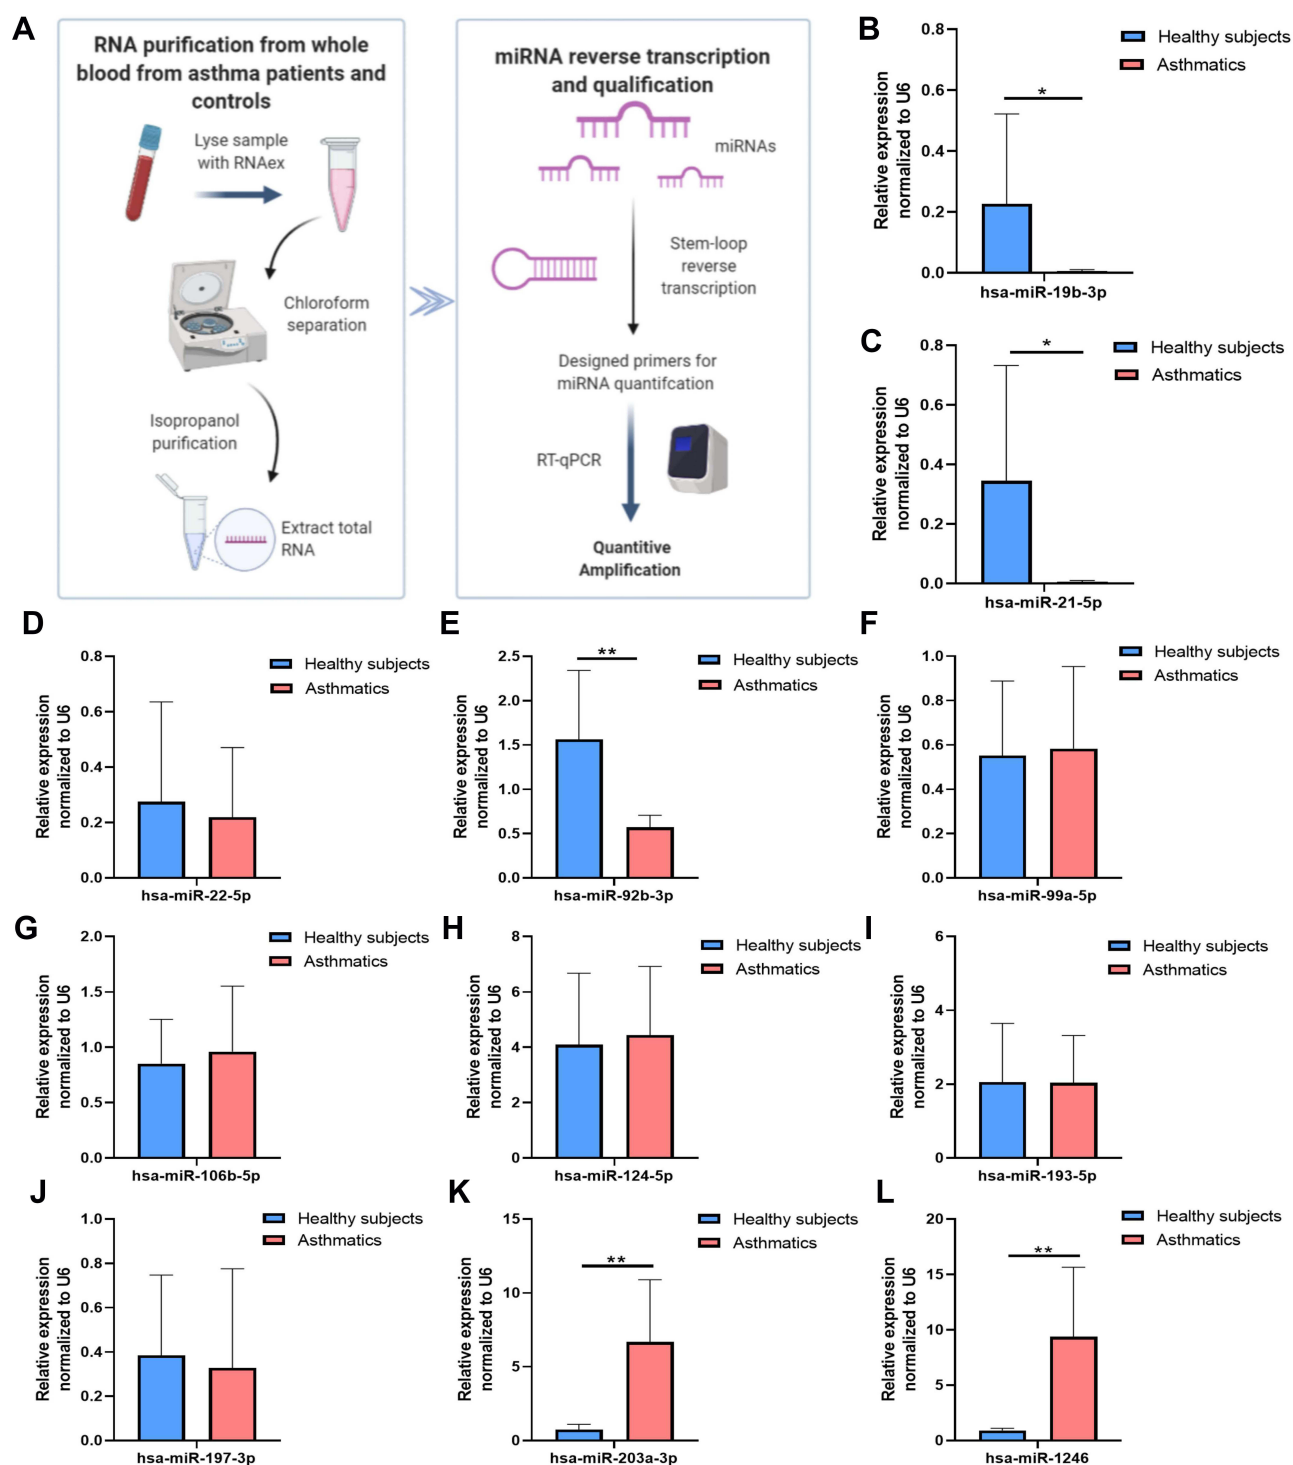 A
RNA purification from whole
blood from asthma patients and
controls
Lyse sample
with RNAex
Chloroform
separation
Isopropanol
purification
Extract total
RNA
miRNA reverse transcription
and qualification
miRNAs
Stem-loop
reverse
transcription
Designed primers for
miRNA quantifcation
RT-qPCR
Quantitive
Amplification
B
Relative expression
normalized to U6
0.8
0.6
0.4
0.2
0.0
*
Healthy subjects
Asthmatics
hsa-miR-19b-3p
C
Relative expression
normalized to U6
0.8
0.6
0.4
0.2
0.0
*
Healthy subjects
Asthmatics
hsa-miR-21-5p
D
Relative expression
normalized to U6
0.8
0.6
0.4
0.2
0.0
Healthy subjects
Asthmatics
hsa-miR-22-5p
E
Relative expression
normalized to U6
2.5
2.0
1.5
1.0
0.5
0.0
**
Healthy subjects
Asthmatics
hsa-miR-92b-3p
F
Relative expression
normalized to U6
1.0
0.8
0.6
0.4
0.2
0.0
Healthy subjects
Asthmatics
hsa-miR-99a-5p
G
Relative expression
normalized to U6
2.0
1.5
1.0
0.5
0.0
Healthy subjects
Asthmatics
hsa-miR-106b-5p
H
Relative expression
normalized to U6
8
6
4
2
0
Healthy subjects
Asthmatics
hsa-miR-124-5p
I
Relative expression
normalized to U6
6
4
2
0
Healthy subjects
Asthmatics
hsa-miR-193-5p
J
Relative expression
normalized to U6
1.0
0.8
0.6
0.4
0.2
0.0
Healthy subjects
Asthmatics
hsa-miR-197-3p
K
Relative expression
normalized to U6
15
10
5
0
**
Healthy subjects
Asthmatics
hsa-miR-203a-3p
L
Relative expression
normalized to U6
20
15
10
5
0
**
Healthy subjects
Asthmatics
hsa-miR-1246